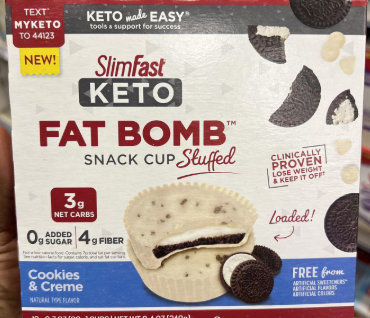 TEXT
MYKETO
TO 44123
NEW!
KETO made EASY®
tools & support for success
SlimFast
KETO
FAT BOMB™
SNACK CUP Stuffed
3g
NET CARBS
0g ADDED SUGAR 4g FIBER
CLINICALLY
PROVEN
LOSE WEIGHT
& KEEP IT OFF†
Loaded!
Cookies
& Creme
NATURAL TYPE FLAVOR
FREE from
ARTIFICIAL SWEETENERS
ARTIFICIAL FLAVORS
ARTIFICIAL COLORS